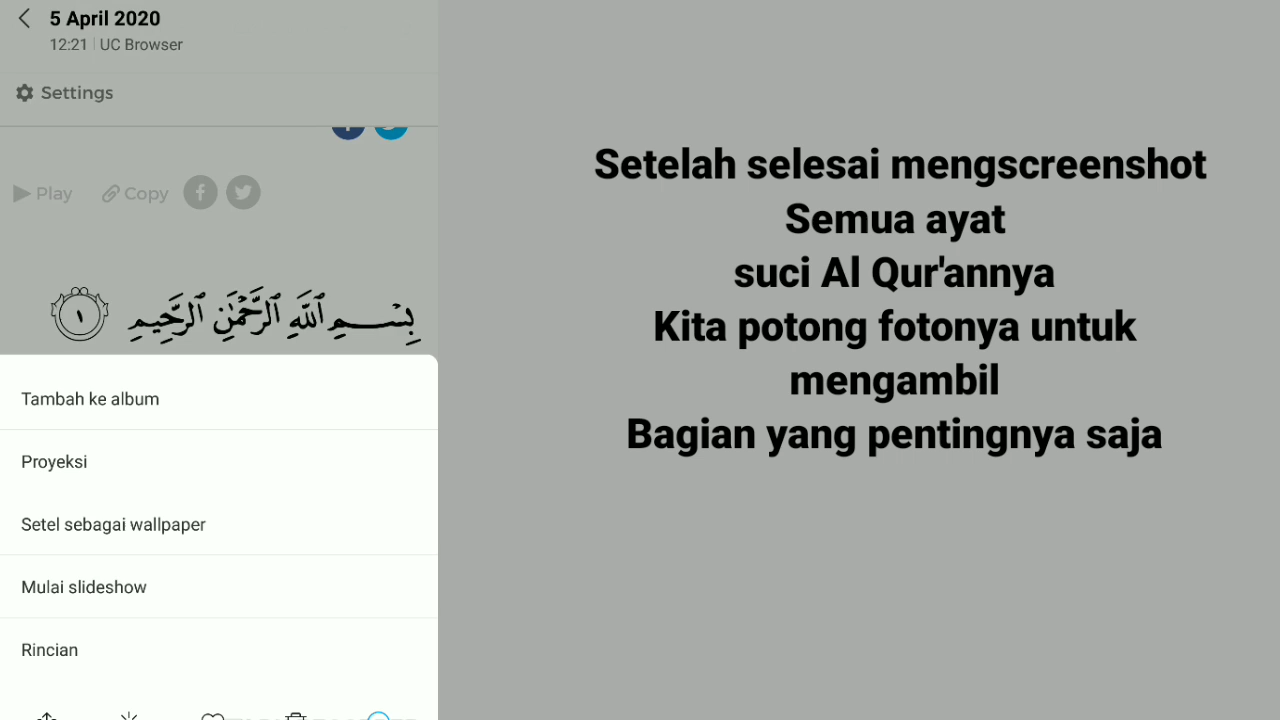 5 April 2020
12:21 | UC Browser
Settings
Play Copy
بِسْمِ ٱللَّهِ ٱلرَّحْمَٰنِ ٱلرَّحِيمِ ١
Tambah ke album
Proyeksi
Setel sebagai wallpaper
Mulai slideshow
Rincian
Setelah selesai mengscreenshot
Semua ayat
suci Al Qur'annya
Kita potong fotonya untuk
mengambil
Bagian yang pentingnya saja